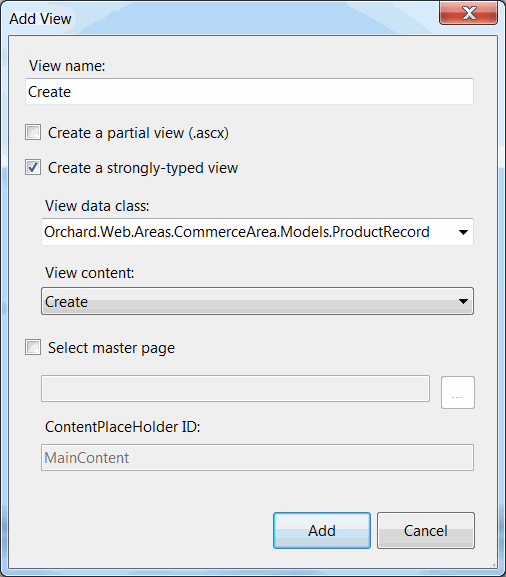 Add View
View name:
Create
Create a partial view (.ascx)
Create a strongly-typed view
View data class:
Orchard.Web.Areas.CommerceArea.Models.ProductRecord
View content:
Create
Select master page
...
ContentPlaceHolder ID:
MainContent
Add Cancel